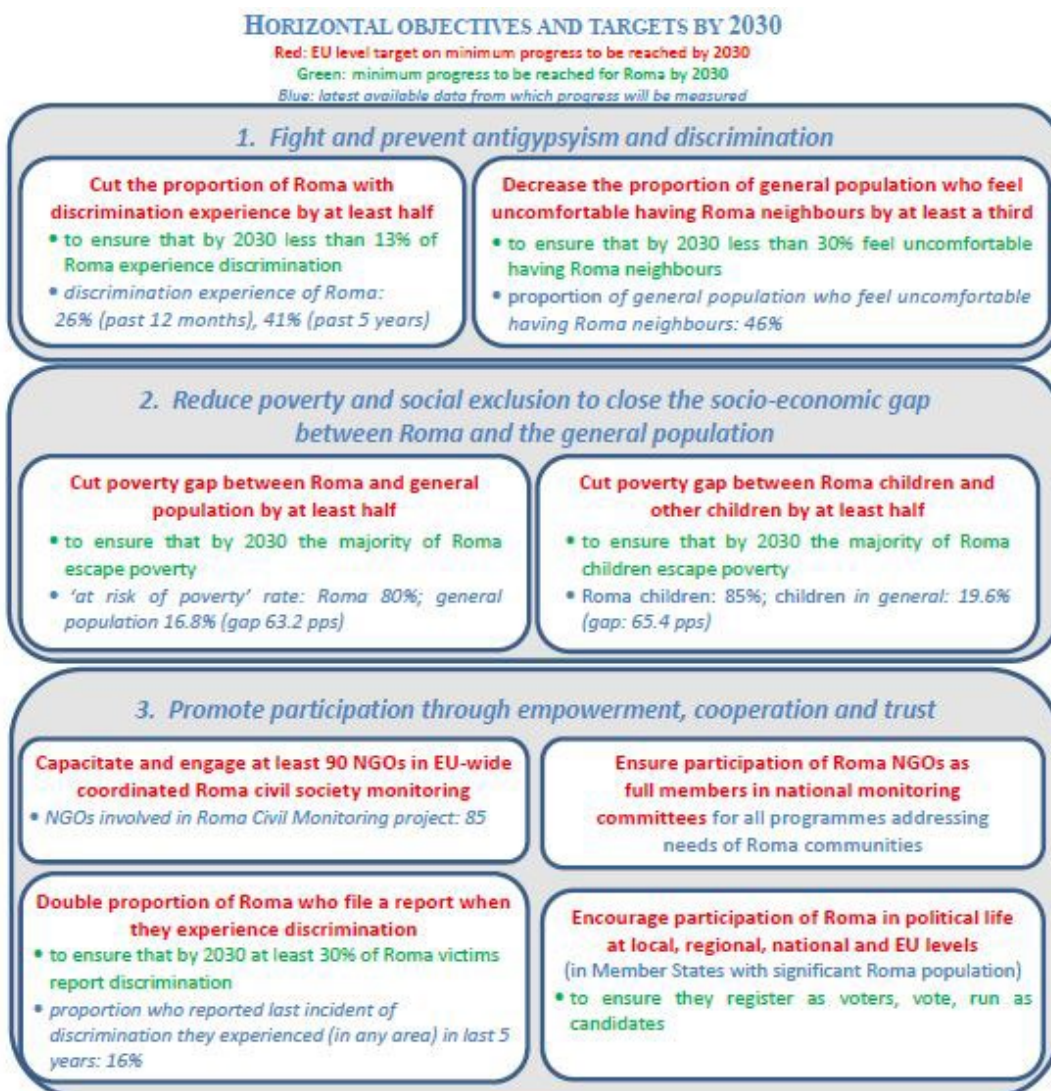 HORIZONTAL OBJECTIVES AND TARGETS BY 2030
Red: EU level target on minimum progress to be reached by 2030
Green: minimum progress to be reached for Roma by 2030
Blue: latest available data from which progress will be measured
1. Fight and prevent antigypsyism and discrimination
Cut the proportion of Roma with
discrimination experience by at least half
• to ensure that by 2030 less than 13% of
Roma experience discrimination
• discrimination experience of Roma:
26% (past 12 months), 41% (past 5 years)
Decrease the proportion of general population who feel
uncomfortable having Roma neighbours by at least a third
• to ensure that by 2030 less than 30% feel uncomfortable
having Roma neighbours
• proportion of general population who feel uncomfortable
having Roma neighbours: 46%
2. Reduce poverty and social exclusion to close the socio-economic gap
between Roma and the general population
Cut poverty gap between Roma and general
population by at least half
• to ensure that by 2030 the majority of Roma
escape poverty
• 'at risk of poverty' rate: Roma 80%; general
population 16.8% (gap 63.2 pps)
Cut poverty gap between Roma children and
other children by at least half
• to ensure that by 2030 the majority of Roma
children escape poverty
• Roma children: 85%; children in general: 19.6%
(gap: 65.4 pps)
3. Promote participation through empowerment, cooperation and trust
Capacitate and engage at least 90 NGOs in EU-wide
coordinated Roma civil society monitoring
• NGOs involved in Roma Civil Monitoring project: 85
Ensure participation of Roma NGOs as
full members in national monitoring
committees for all programmes addressing
needs of Roma communities
Double proportion of Roma who file a report when
they experience discrimination
• to ensure that by 2030 at least 30% of Roma victims
report discrimination
• proportion who reported last incident of
discrimination they experienced (in any area) in last 5
years: 16%
Encourage participation of Roma in political life
at local, regional, national and EU levels
(in Member States with significant Roma population)
• to ensure they register as voters, vote, run as
candidates